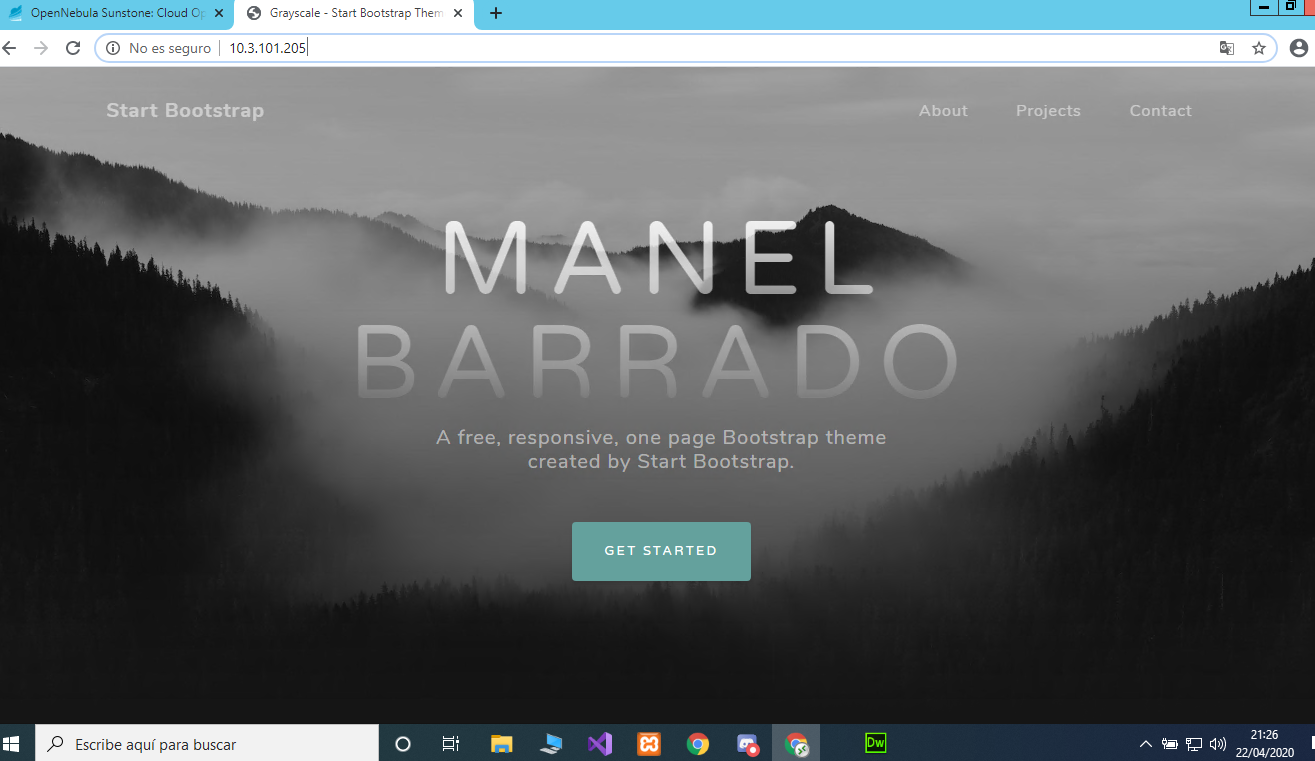 OpenNebula Sunstone: Cloud Op
Grayscale - Start Bootstrap Them
No es seguro
10.3.101.205
Start Bootstrap
About
Projects
Contact
MANEL
BARRADO
A free, responsive, one page Bootstrap theme
created by Start Bootstrap.
GET STARTED
Escribe aquí para buscar
Dw
21:26
22/04/2020